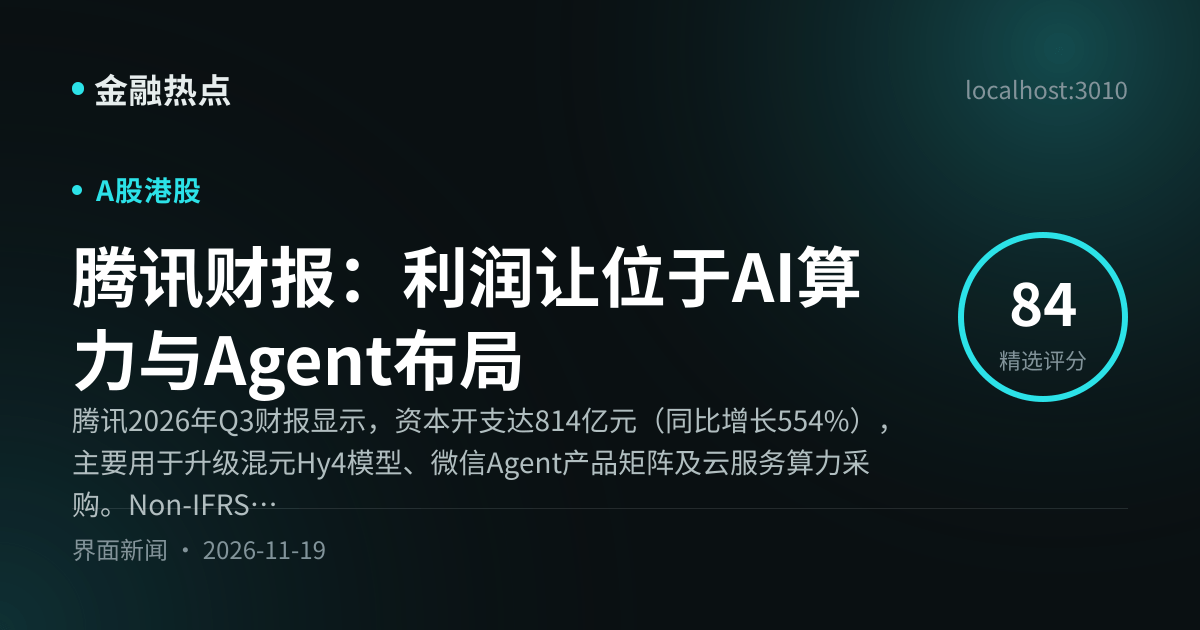 金融热点
localhost:3010
A股港股
腾讯财报：利润让位于AI算
力与Agent布局
84
精选评分
腾讯2026年Q3财报显示，资本开支达814亿元（同比增长554%），
主要用于升级混元Hy4模型、微信Agent产品矩阵及云服务算力采
购。Non-IFRS…
界面新闻 · 2026-11-19